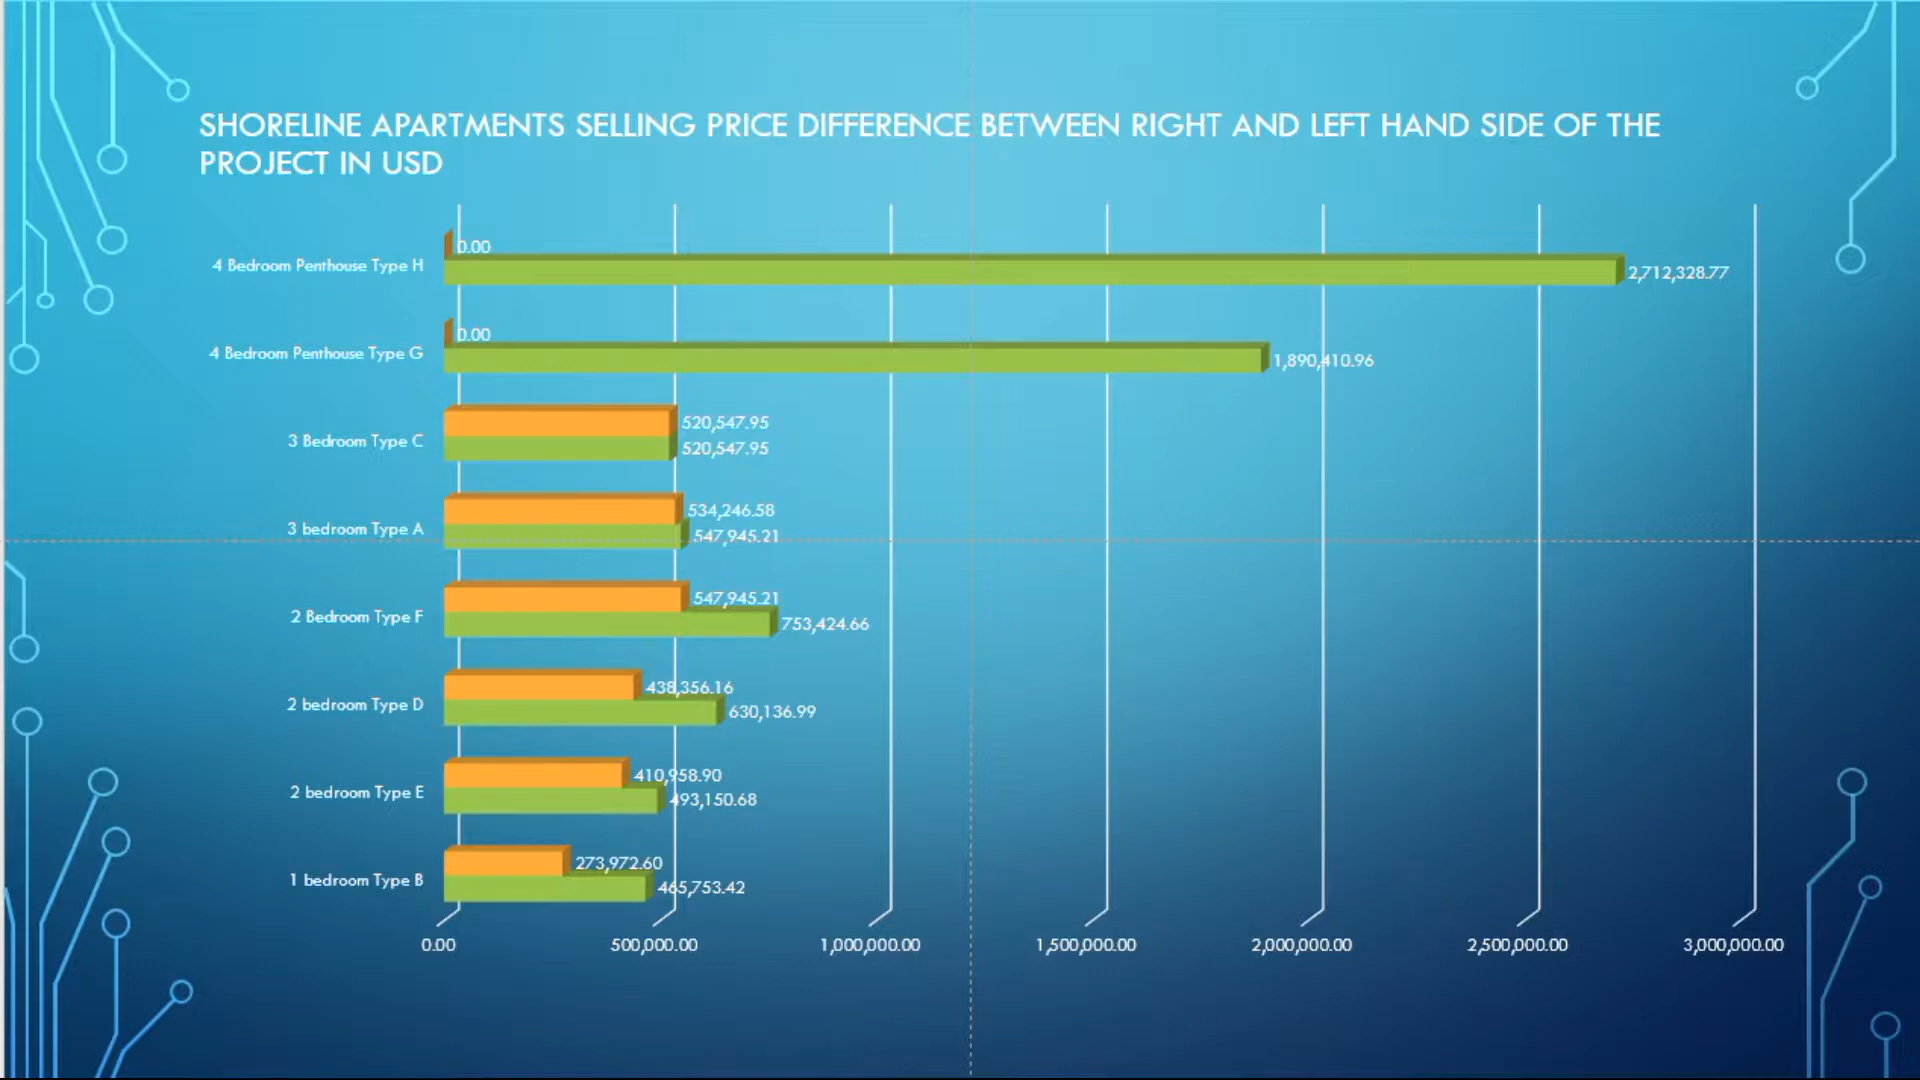 SHORELINE APARTMENTS SELLING PRICE DIFFERENCE BETWEEN RIGHT AND LEFT HAND SIDE OF THE
PROJECT IN USD
0.00
4 Bedroom Penthouse Type H
2,712,328.77
0.00
4 Bedroom Penthouse Type G
1,890,410.96
520,547.95
3 Bedroom Type C
520,547.95
534,246.58
3 bedroom Type A
547,945.21
547,945.21
2 Bedroom Type F
753,424.66
438,356.16
2 bedroom Type D
630,136.99
410,958.90
2 bedroom Type E
493,150.68
273,972.60
1 bedroom Type B
465,753.42
0.00 500,000.00 1,000,000.00 1,500,000.00 2,000,000.00 2,500,000.00 3,000,000.00